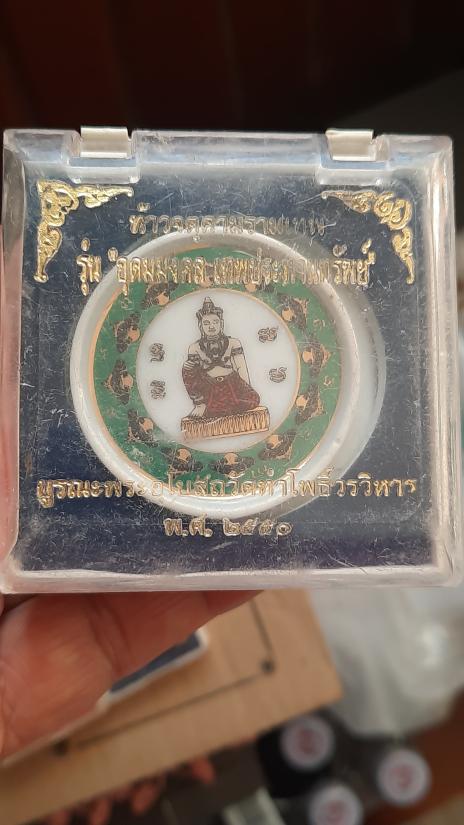 ท้าวจตุคามรามเทพ
รุ่น "อุดมมงคล-เทพประทานทรัพย์"
บูรณะพระอุโบสถวัดท่าโพธิ์วรวิหาร
พ.ศ. ๒๕๕๐